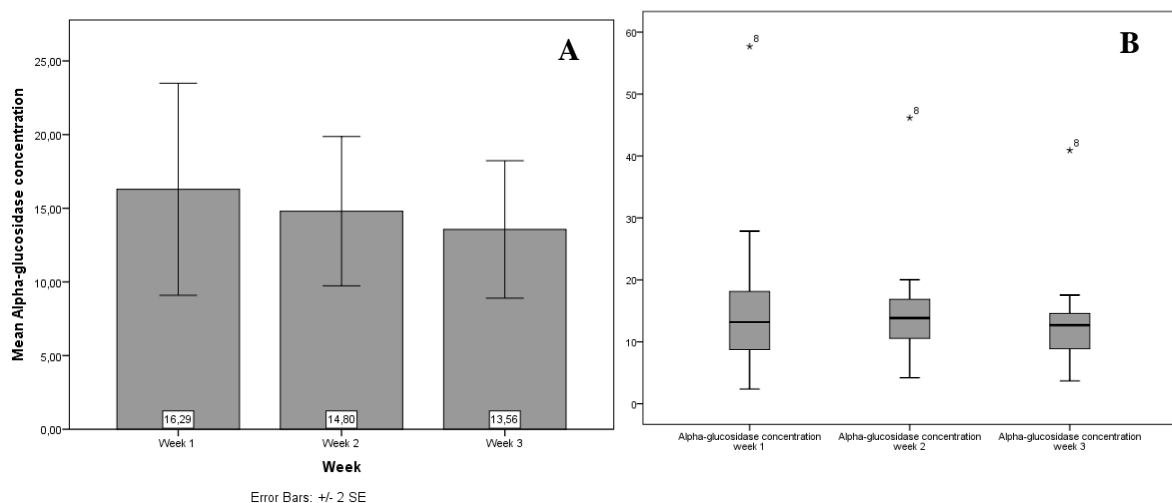 A
Mean Alpha-glucosidase concentration
25,00
20,00
15,00
10,00
5,00
0,00
16,29
14,80
13,56
Week 1
Week 2
Week 3
Week
Error Bars: +/- 2 SE
B
60
50
40
30
20
10
0
8
8
8
Alpha-glucosidase concentration
week 1
Alpha-glucosidase concentration
week 2
Alpha-glucosidase concentration
week 3